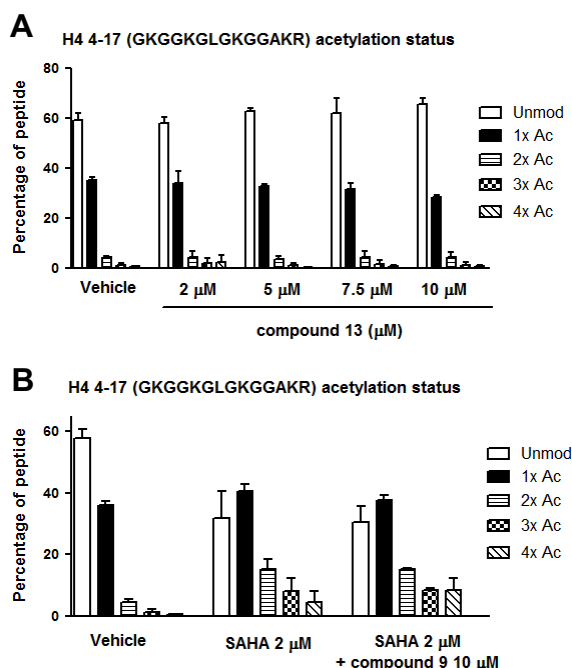 A
H4 4-17 (GKGGKGLGKGGAKR) acetylation status
Percentage of peptide
80
60
40
20
0
Unmod
1x Ac
2x Ac
3x Ac
4x Ac
Vehicle 2 μM 5 μM 7.5 μM 10 μM
compound 13 (μM)
B
H4 4-17 (GKGGKGLGKGGAKR) acetylation status
Percentage of peptide
60
40
20
0
Unmod
1x Ac
2x Ac
3x Ac
4x Ac
Vehicle SAHA 2 μM SAHA 2 μM
+ compound 9 10 μM